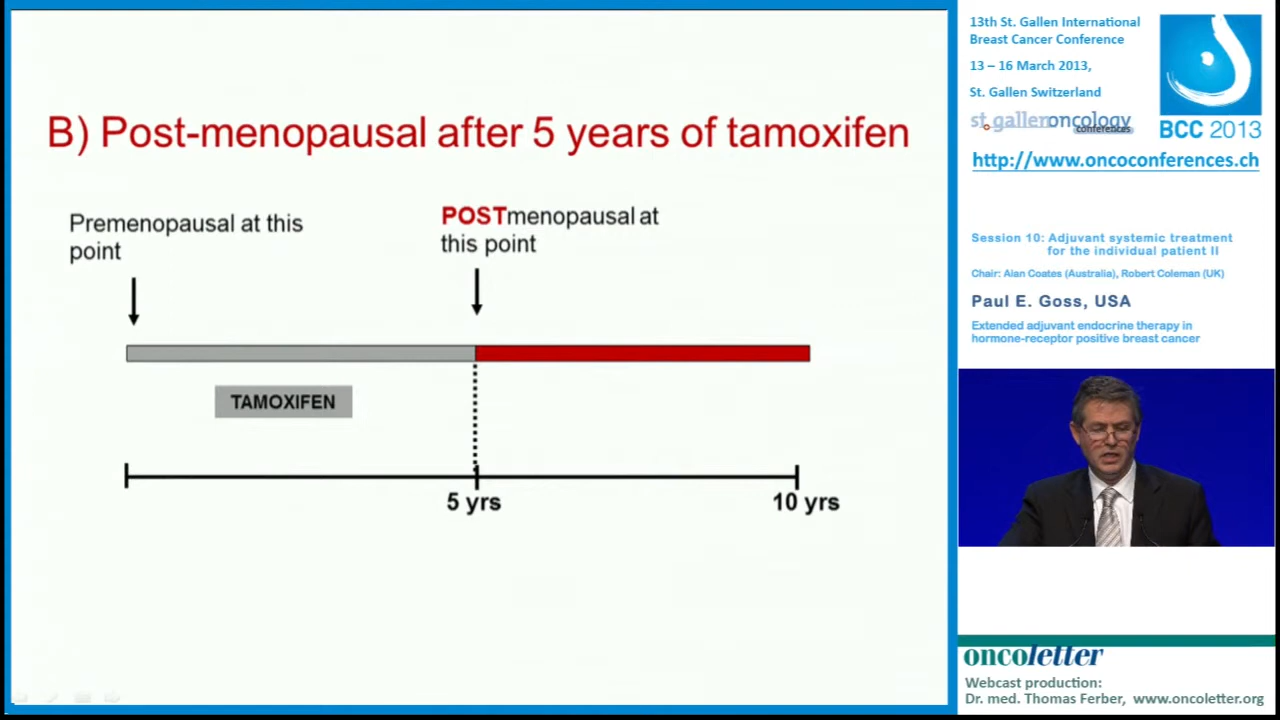 B) Post-menopausal after 5 years of tamoxifen
Premenopausal at this
point
POSTmenopausal at
this point
TAMOXIFEN
5 yrs
10 yrs
13th St. Gallen International
Breast Cancer Conference
13 – 16 March 2013,
St. Gallen Switzerland
st.gallenoncology
conferences
BCC 2013
http://www.oncoconferences.ch
Session 10: Adjuvant systemic treatment
for the individual patient II
Chair: Alan Coates (Australia), Robert Coleman (UK)
Paul E. Goss, USA
Extended adjuvant endocrine therapy in
hormone-receptor positive breast cancer
oncoletter
Webcast production:
Dr. med. Thomas Ferber, www.oncoletter.org